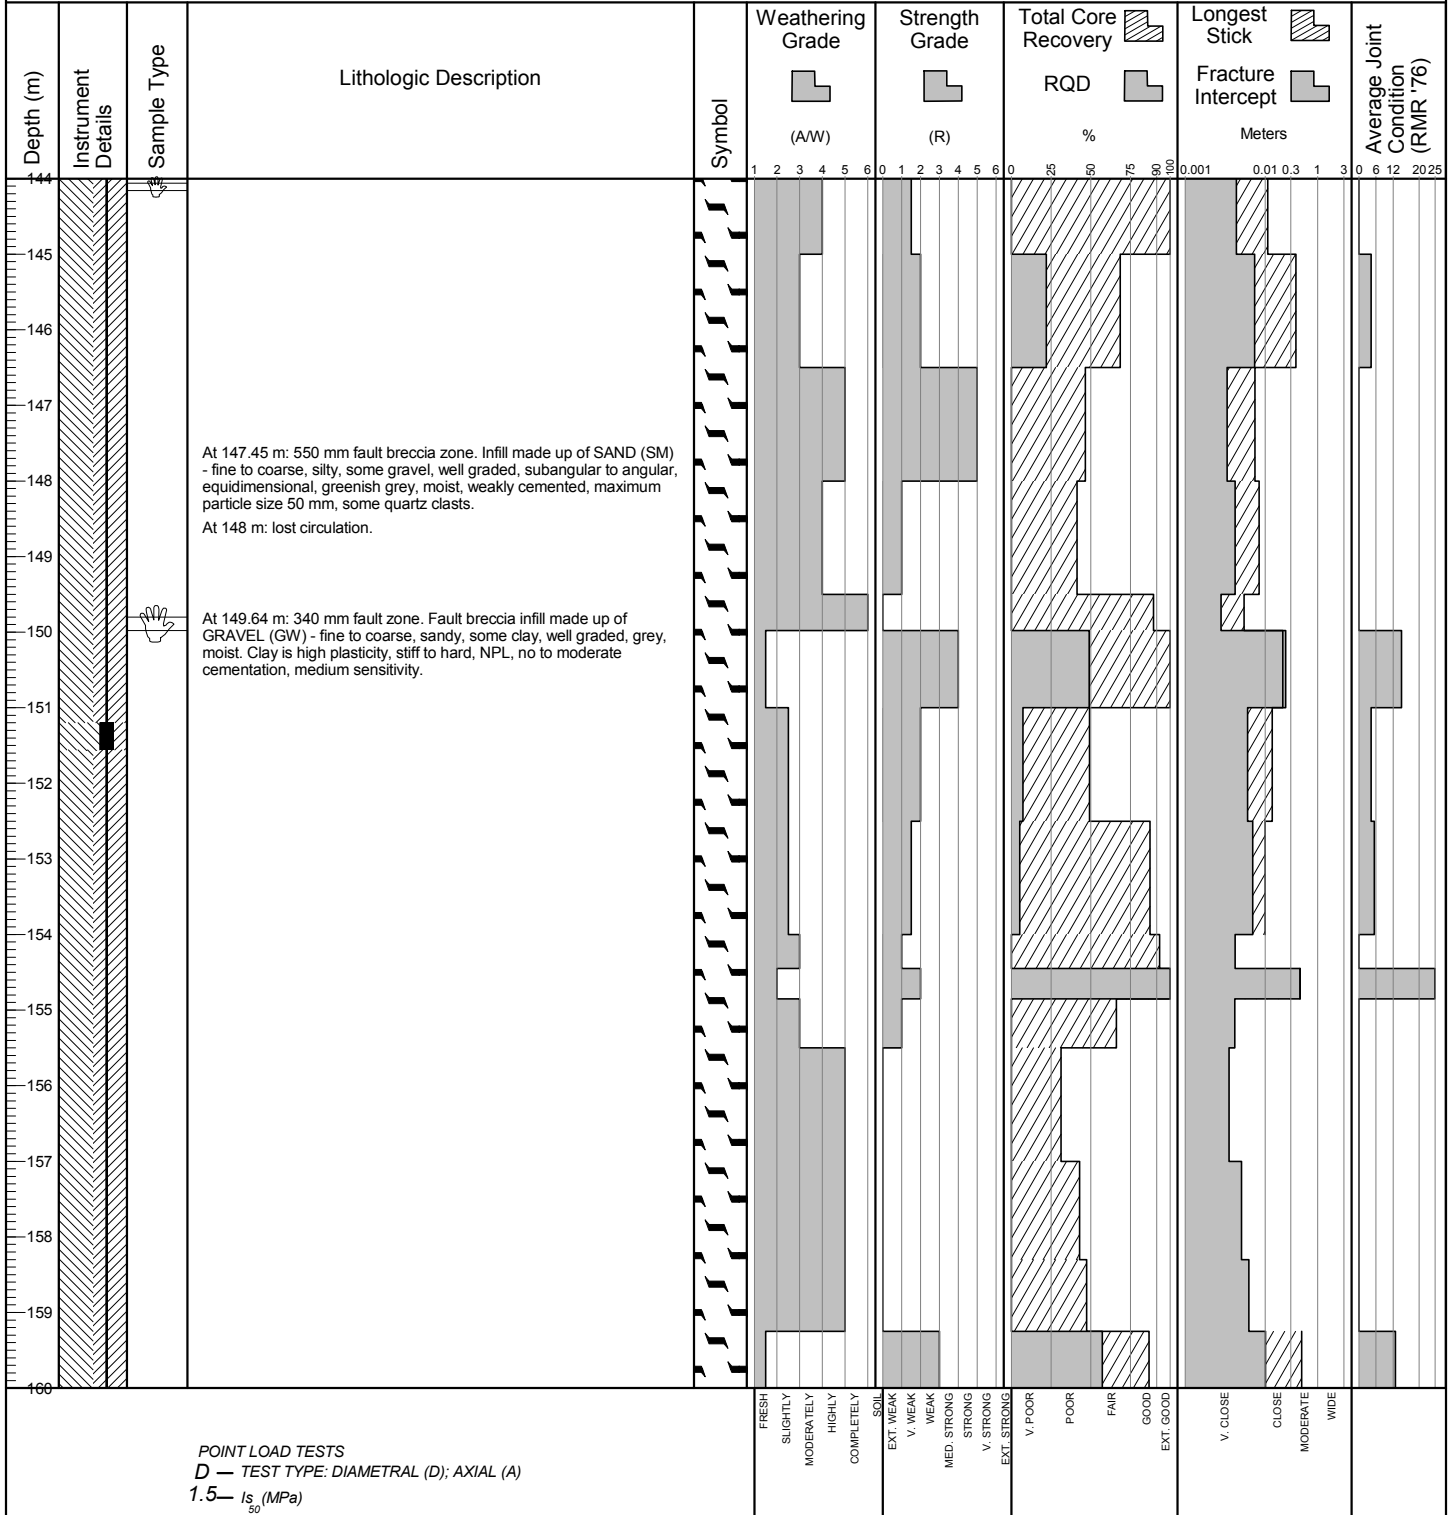 Depth (m)
Instrument
Details
Sample Type
Lithologic Description
Symbol
Weathering
Grade
(A/W)
1 2 3 4 5 6
Strength
Grade
(R)
0 1 2 3 4 5 6
Total Core
Recovery
RQD
%
0 25 50 75 90 100
Longest
Stick
Fracture
Intercept
Meters
0.001 0.01 0.3 1 3
Average Joint
Condition
(RMR '76)
0 6 12 20 25
144
145
146
147
At 147.45 m: 550 mm fault breccia zone. Infill made up of SAND (SM)
- fine to coarse, silty, some gravel, well graded, subangular to angular,
equidimensional, greenish grey, moist, weakly cemented, maximum
particle size 50 mm, some quartz clasts.
148
At 148 m: lost circulation.
149
At 149.64 m: 340 mm fault zone. Fault breccia infill made up of
GRAVEL (GW) - fine to coarse, sandy, some clay, well graded, grey,
moist. Clay is high plasticity, stiff to hard, NPL, no to moderate
cementation, medium sensitivity.
150
151
152
153
154
155
156
157
158
159
160
FRESH
SLIGHTLY
MODERATELY
HIGHLY
COMPLETELY
SOIL
EXT. WEAK
V. WEAK
WEAK
MED. STRONG
STRONG
V. STRONG
EXT. STRONG
V. POOR
POOR
FAIR
GOOD
EXT. GOOD
V. CLOSE
CLOSE
MODERATE
WIDE
POINT LOAD TESTS
D — TEST TYPE: DIAMETRAL (D); AXIAL (A)
1.5— Is50 (MPa)